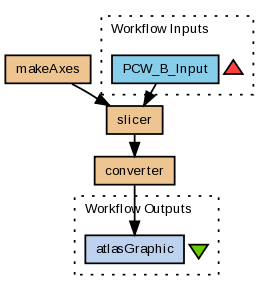 Workflow Inputs
makeAxes
PCW_B_Input
slicer
converter
Workflow Outputs
atlasGraphic